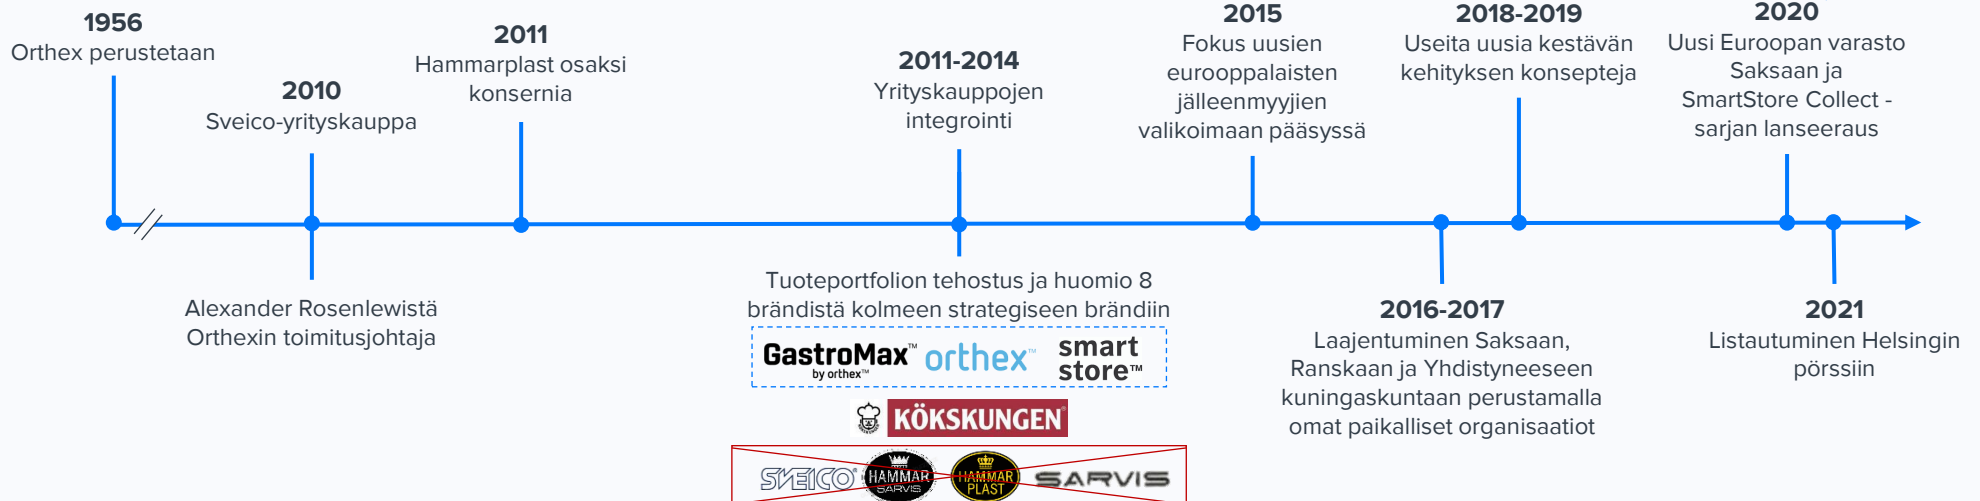 1956
Orthex perustetaan
2010
Sveico-yrityskauppa
Alexander Rosenlewistä
Orthexin toimitusjohtaja
2011
Hammarplast osaksi
konsernia
2011-2014
Yrityskauppojen
integrointi
Tuoteportfolion tehostus ja huomio 8
brändistä kolmeen strategiseen brändiin
GastroMax™
by orthex™
orthex™
smart
store™
KÖKSKUNGEN
SVEICO®
HAMMAR
SARVIS
HAMMAR
PLAST
SARVIS
2015
Fokus uusien
eurooppalaisten
jälleenmyyjien
valikoimaan pääsyssä
2016-2017
Laajentuminen Saksaan,
Ranskaan ja Yhdistyneeseen
kuningaskuntaan perustamalla
omat paikalliset organisaatiot
2018-2019
Useita uusia kestävän
kehityksen konsepteja
2020
Uusi Euroopan varasto
Saksaan ja
SmartStore Collect -
sarjan lanseeraus
2021
Listautuminen Helsingin
pörssiin